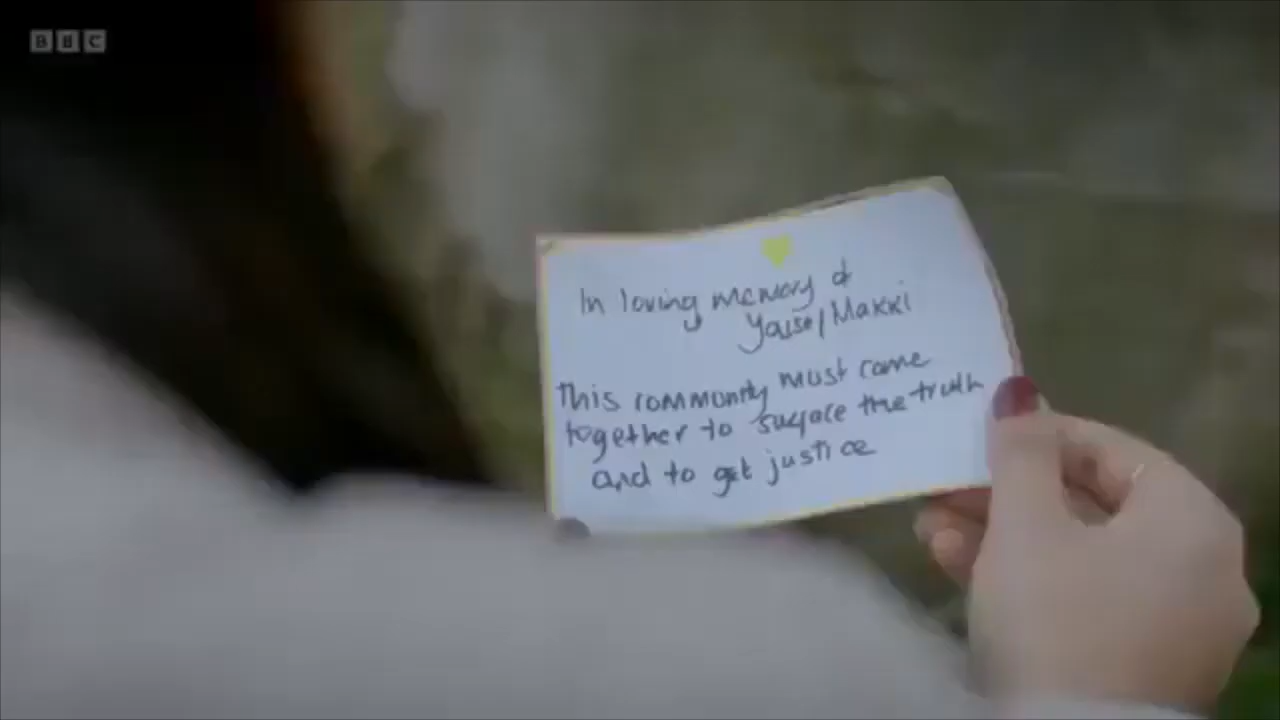 BBC
In loving memory of
Yousef Makki
This community must come
together to surface the truth
and to get justice